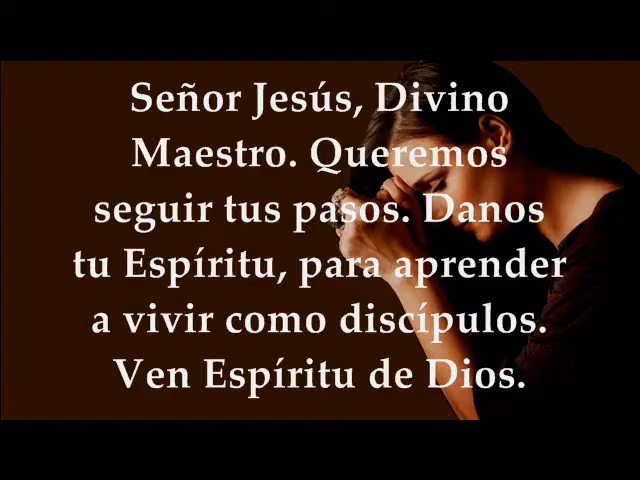 Señor Jesús, Divino
Maestro. Queremos
seguir tus pasos. Danos
tu Espíritu, para aprender
a vivir como discípulos.
Ven Espíritu de Dios.